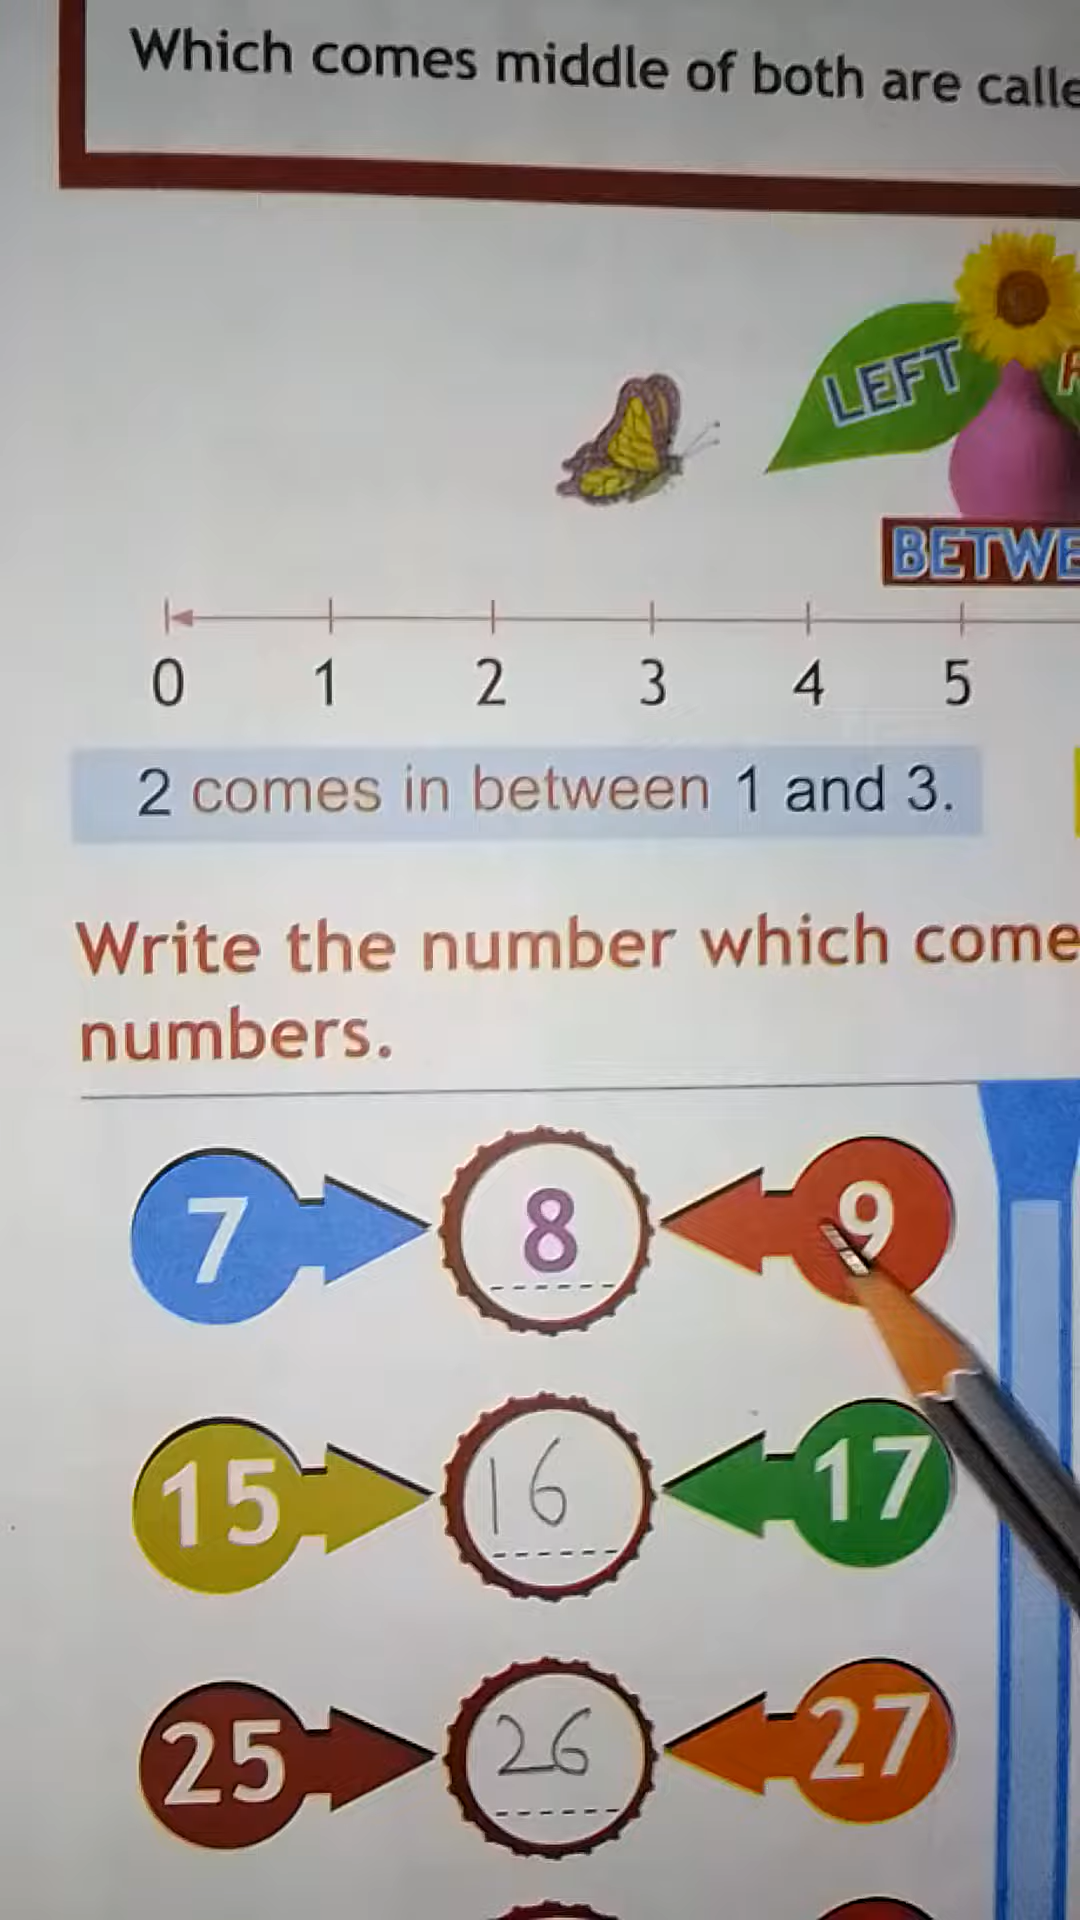 Which comes middle of both are calle
LEFT
BETWE
0 1 2 3 4 5
2 comes in between 1 and 3.
Write the number which come
numbers.
7 8 9
15 16 17
25 26 27